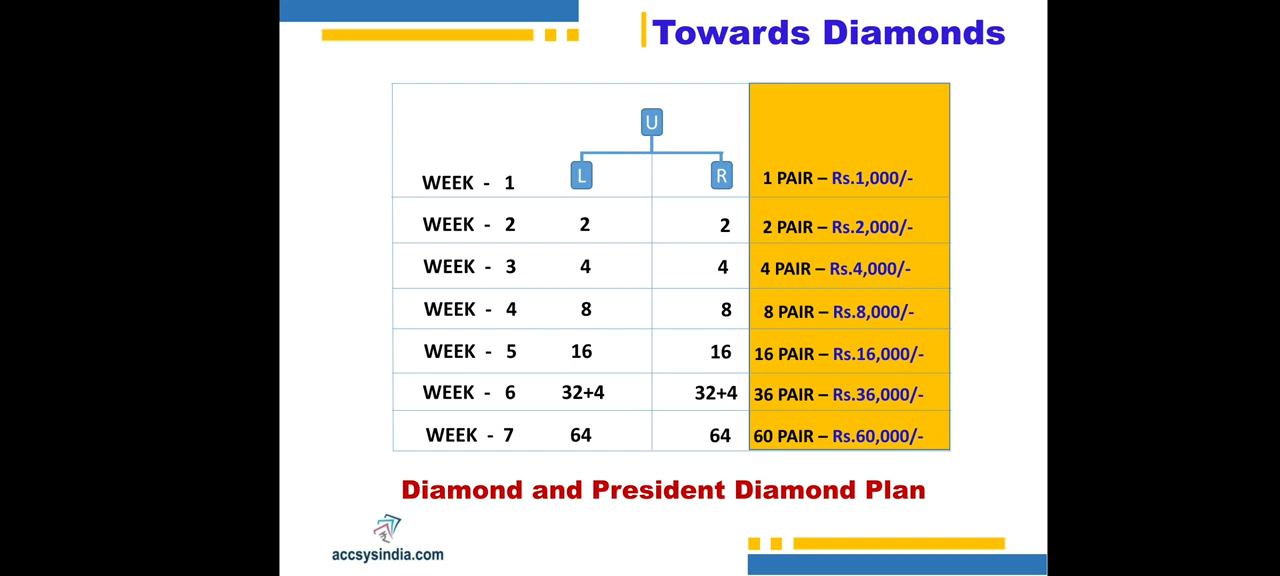 Towards Diamonds
U
WEEK - 1 L R 1 PAIR – Rs.1,000/-
WEEK - 2 2 2 2 PAIR – Rs.2,000/-
WEEK - 3 4 4 4 PAIR – Rs.4,000/-
WEEK - 4 8 8 8 PAIR – Rs.8,000/-
WEEK - 5 16 16 16 PAIR – Rs.16,000/-
WEEK - 6 32+4 32+4 36 PAIR – Rs.36,000/-
WEEK - 7 64 64 60 PAIR – Rs.60,000/-
Diamond and President Diamond Plan
accsysindia.com